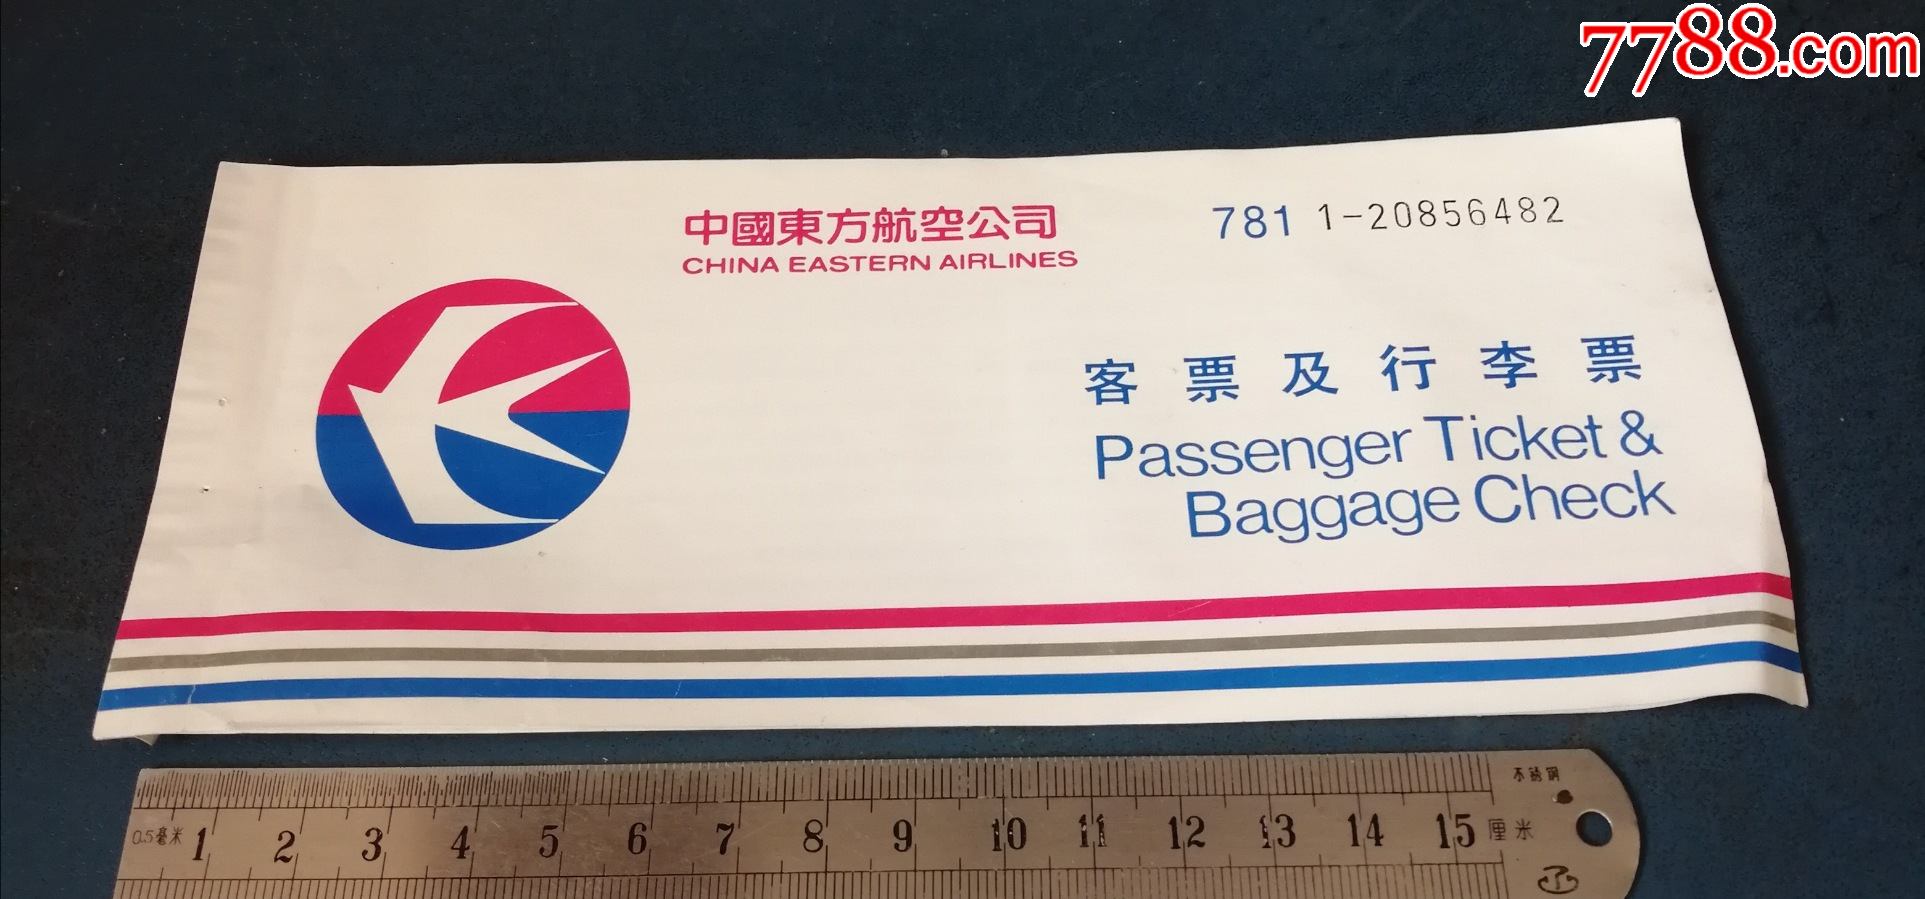 7788.com
中國東方航空公司
CHINA EASTERN AIRLINES
781 1-20856482
客票及行李票
Passenger Ticket &
Baggage Check
不锈钢
0.5毫米 1 2 3 4 5 6 7 8 9 10 11 12 13 14 15 厘米